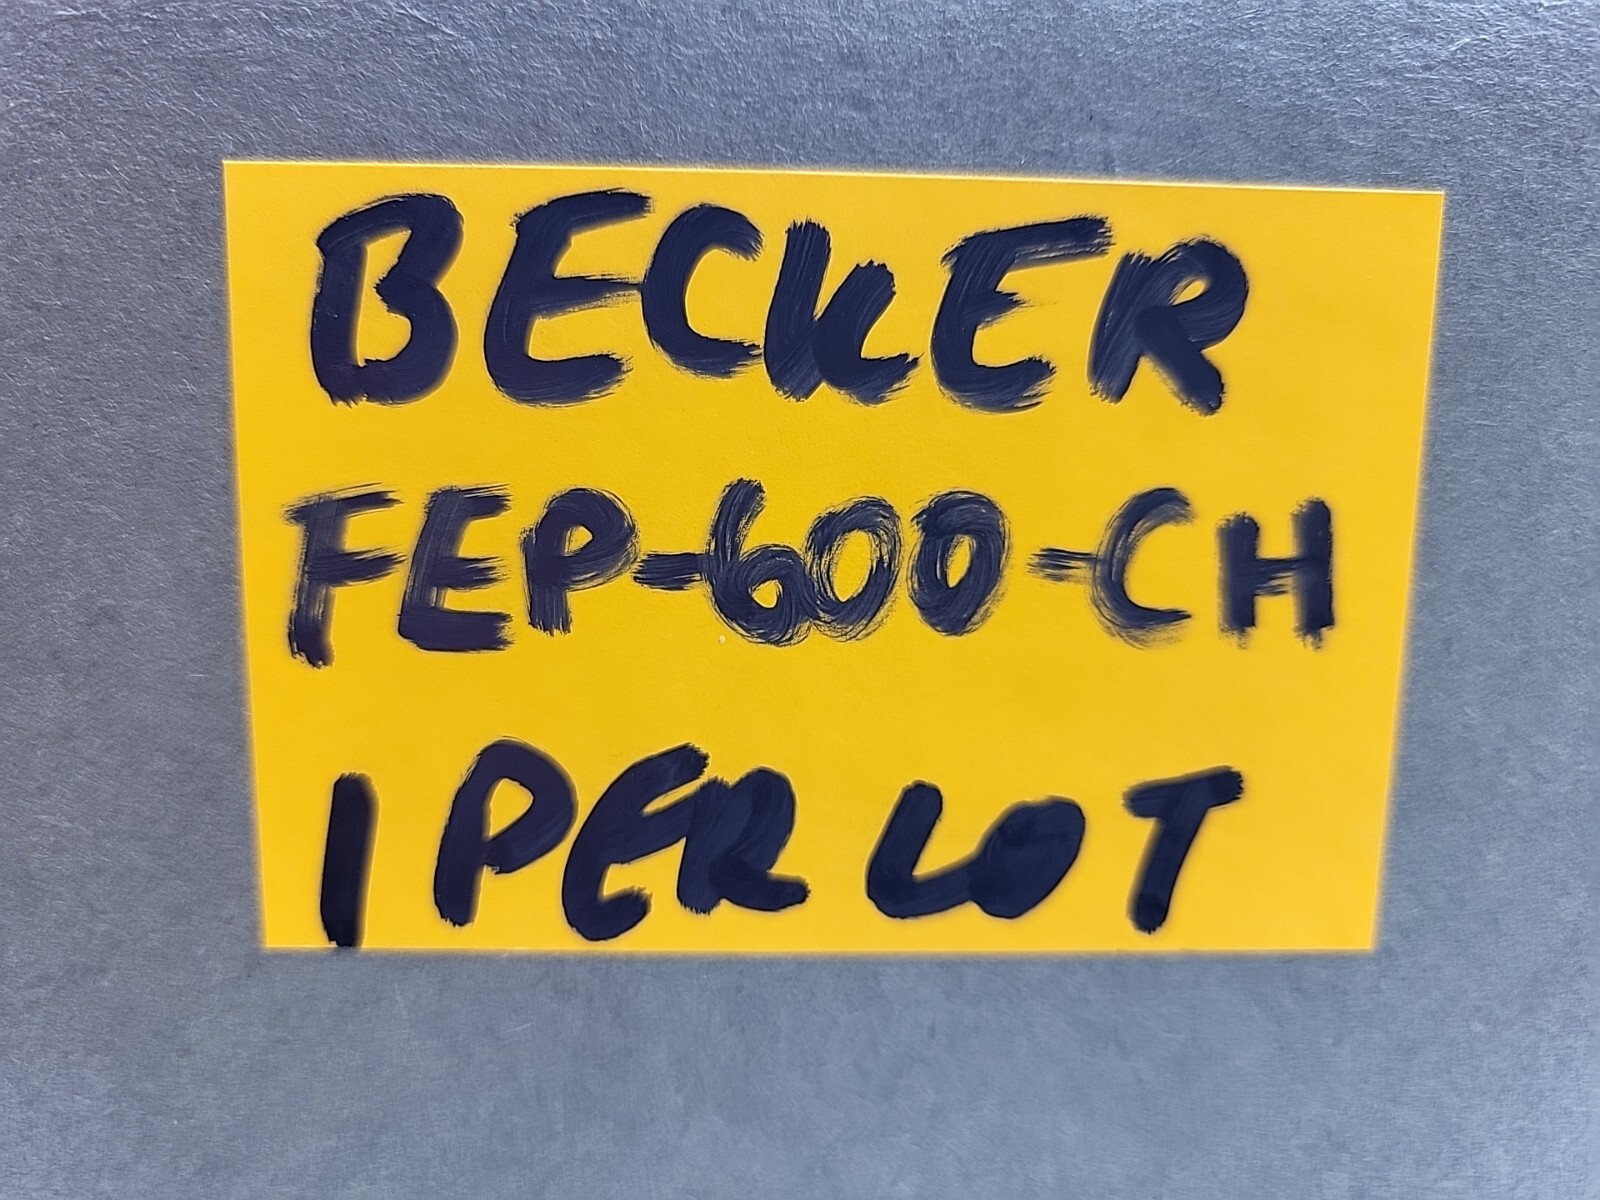 BECKER
FEP-600-CH
1 PER LOT